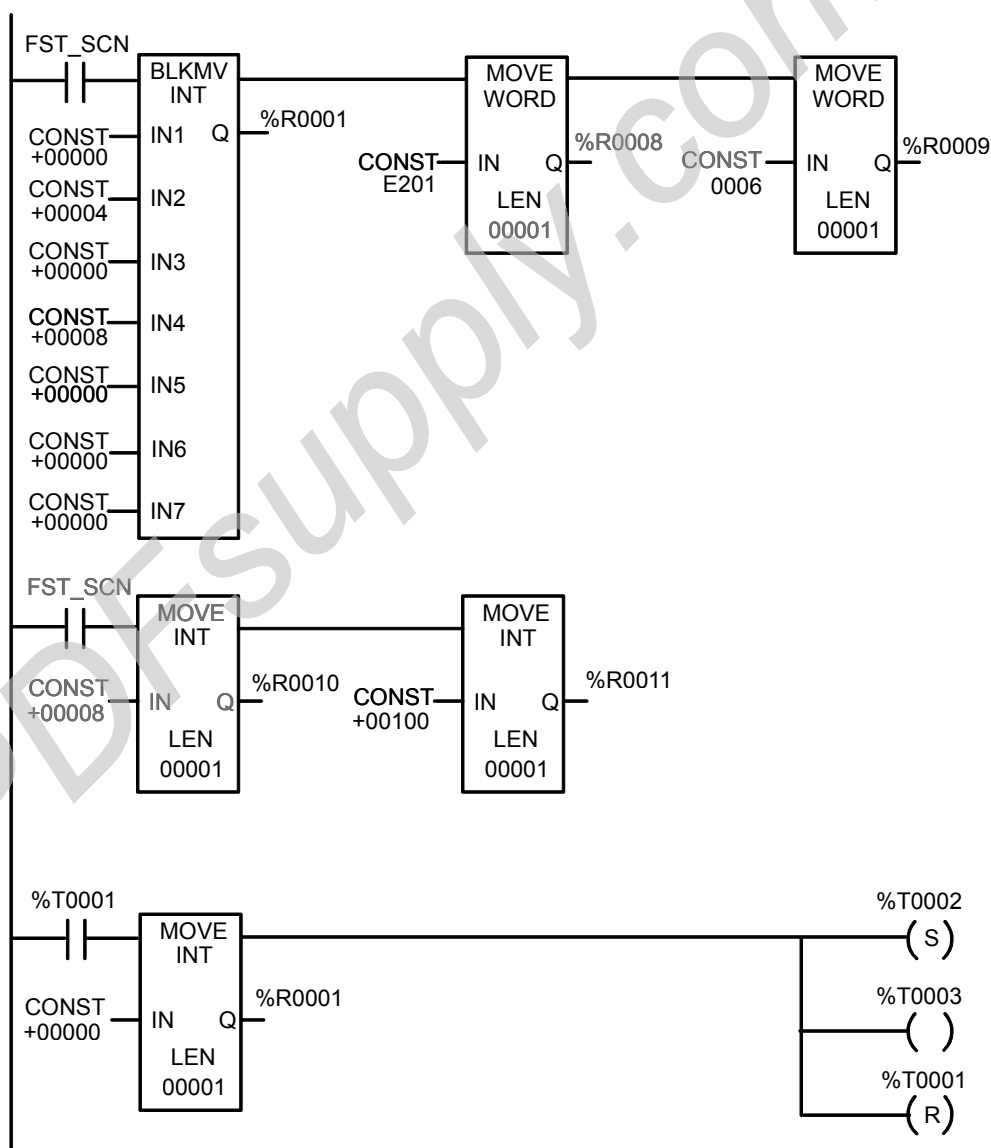 FST_SCN
BLKMV
INT
CONST
+00000
IN1
Q
%R0001
CONST
+00004
IN2
CONST
+00000
IN3
CONST
+00008
IN4
CONST
+00000
IN5
CONST
+00000
IN6
CONST
+00000
IN7
MOVE
WORD
CONST
E201
IN
Q
%R0008
LEN
00001
MOVE
WORD
CONST
0006
IN
Q
%R0009
LEN
00001
FST_SCN
MOVE
INT
CONST
+00008
IN
Q
%R0010
LEN
00001
MOVE
INT
CONST
+00100
IN
Q
%R0011
LEN
00001
%T0001
MOVE
INT
CONST
+00000
IN
Q
%R0001
LEN
00001
%T0002
S
%T0003
%T0001
R
PDFsupply.com